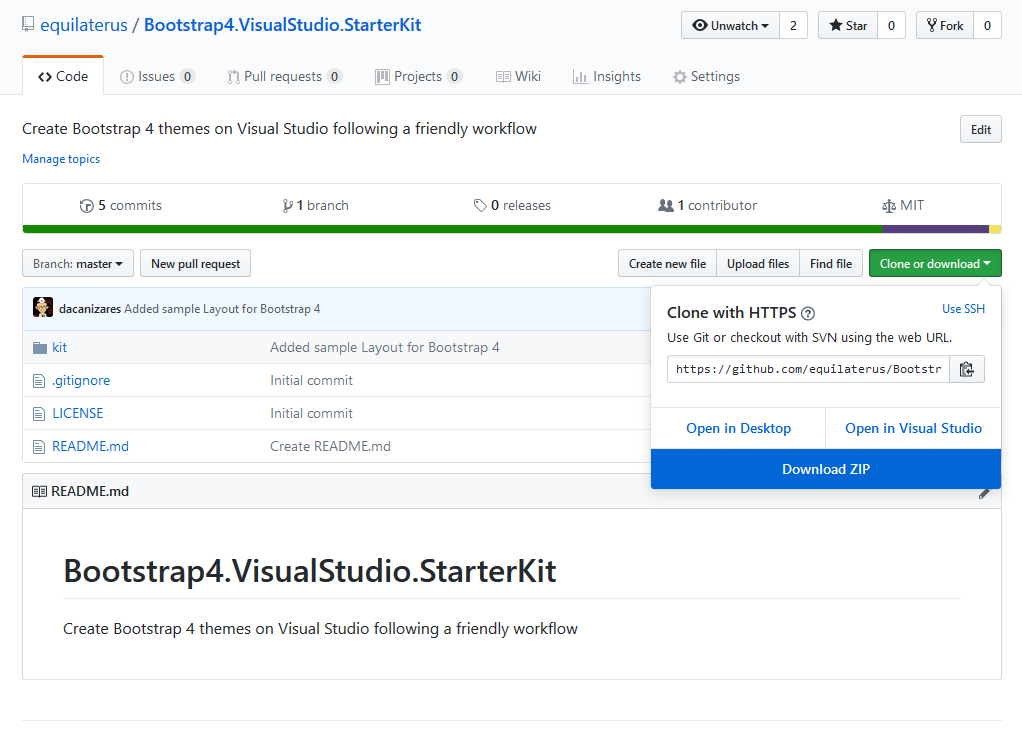 equilaterus / Bootstrap4.VisualStudio.StarterKit
Unwatch 2 Star 0 Fork 0
Code Issues 0 Pull requests 0 Projects 0 Wiki Insights Settings
Create Bootstrap 4 themes on Visual Studio following a friendly workflow
Edit
Manage topics
5 commits 1 branch 0 releases 1 contributor MIT
Branch: master New pull request Create new file Upload files Find file Clone or download
dacanizares Added sample Layout for Bootstrap 4
kit Added sample Layout for Bootstrap 4
.gitignore Initial commit
LICENSE Initial commit
README.md Create README.md
Clone with HTTPS ? Use SSH
Use Git or checkout with SVN using the web URL.
https://github.com/equilaterus/Bootstr
Open in Desktop Open in Visual Studio
Download ZIP
README.md
Bootstrap4.VisualStudio.StarterKit
Create Bootstrap 4 themes on Visual Studio following a friendly workflow